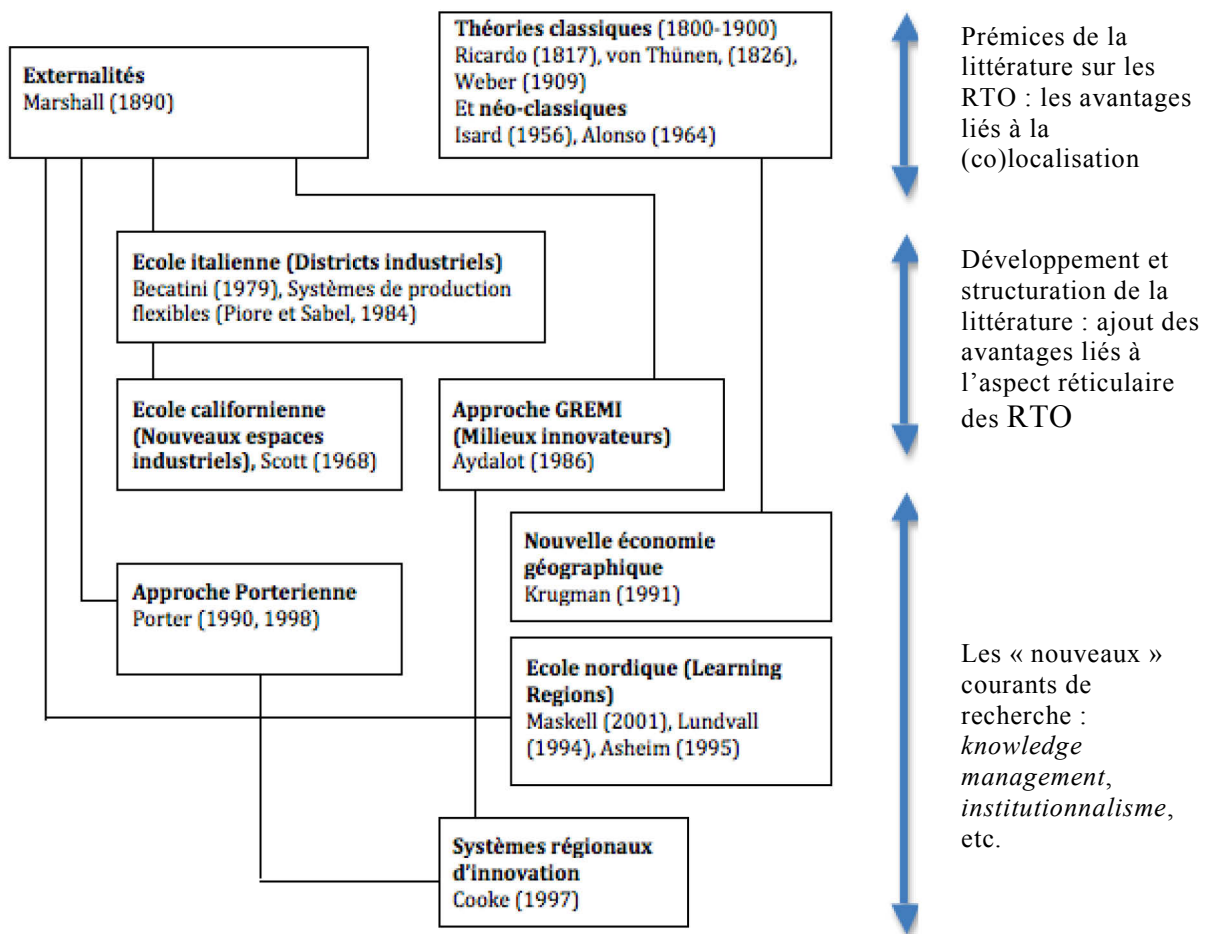 Externalités
Marshall (1890)
Théories classiques (1800-1900)
Ricardo (1817), von Thünen, (1826),
Weber (1909)
Et néo-classiques
Isard (1956), Alonso (1964)
Prémices de la
littérature sur les
RTO : les avantages
liés à la
(co)localisation
Ecole italienne (Districts industriels)
Becatini (1979), Systèmes de production
flexibles (Piore et Sabel, 1984)
Ecole californienne
(Nouveaux espaces
industriels), Scott (1968)
Approche GREMI
(Milieux innovateurs)
Aydalot (1986)
Développement et
structuration de la
littérature : ajout des
avantages liés à
l'aspect réticulaire
des RTO
Nouvelle économie
géographique
Krugman (1991)
Approche Porterienne
Porter (1990, 1998)
Ecole nordique (Learning
Regions)
Maskell (2001), Lundvall
(1994), Asheim (1995)
Systèmes régionaux
d'innovation
Cooke (1997)
Les « nouveaux »
courants de
recherche :
knowledge
management,
institutionnalisme,
etc.